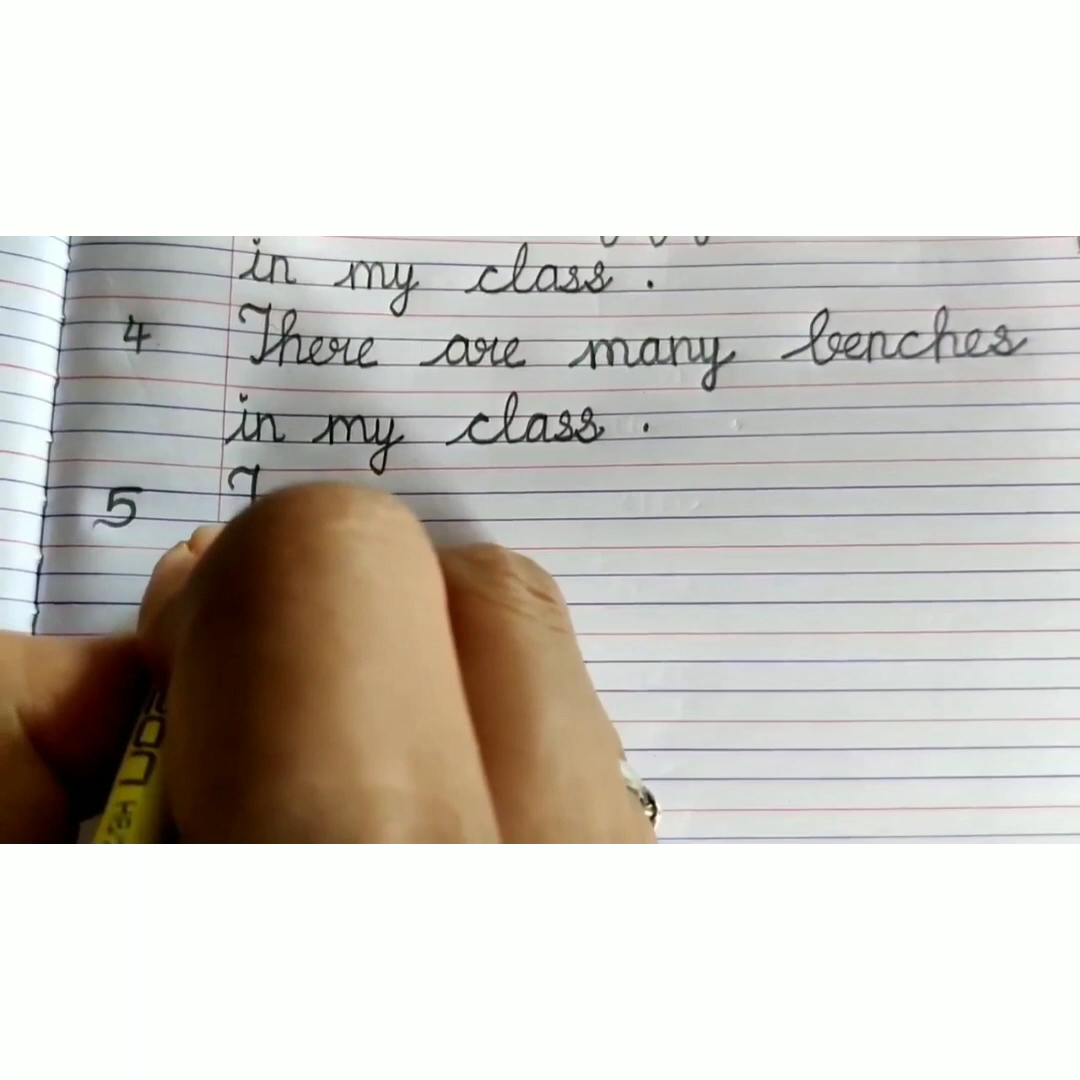 in my class .
4 There are many benches
in my class .
5